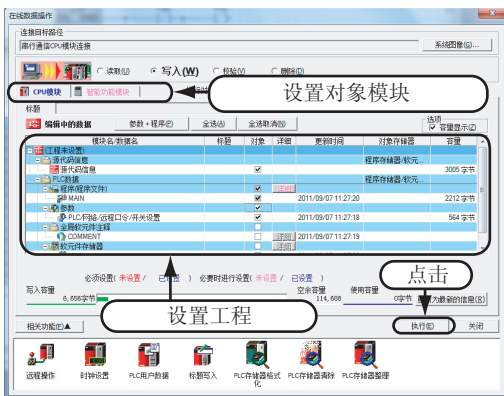 在线数据操作
连接目标路径
串行通信CPU模块连接 系统图像(G)...
读取(U) 写入(W) 校验(V) 删除(D)
CPU模块 智能功能模块
设置对象模块
标题
编辑中的数据 参数+程序(P) 全选(A) 全选取消(N) 选项 容量显示(Z)
模块名/数据名 标题 对象 详细 更新时间 对象存储器 容量
(工程未设置)
源代码信息 程序存储器/软元...
源代码信息 3005 字节
PLC数据 程序存储器/软元...
程序(程序文件) 详细
MAIN 2011/09/07 11:27:20 2212 字节
参数
PLC/网络/远程口令/开关设置 2011/09/07 11:27:18 564 字节
全局软元件注释
COMMENT 详细 2011/09/07 11:27:19
软元件存储器 详细
必须设置( 未设置 / 已设置 ) 必要时进行设置( 未设置 / 已设置 )
点击
写入容量 空余容量 使用容量
6,656字节 114,688 0字节 为最新的信息(R)
设置工程
相关功能(F)▲ 执行(E) 关闭
远程操作 时钟设置 PLC用户数据 标题写入 PLC存储器格式化 PLC存储器清除 PLC存储器整理